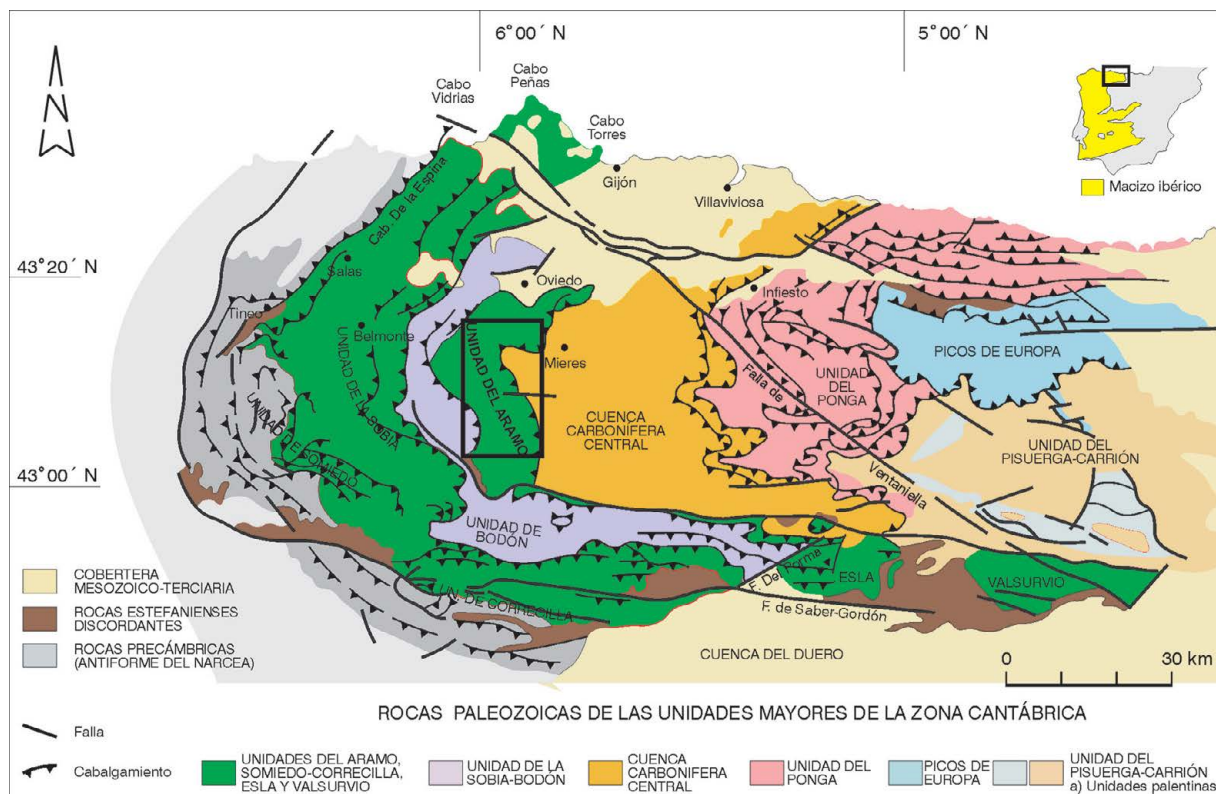 6°00´ N
5°00´ N
N
Cabo
Vidrias
Cabo
Peñas
Cabo
Torres
Gijón
Villaviviosa
Macizo ibérico
Cab. De la Espina
43°20´ N
Salas
Oviedo
Infiesto
Tineo
Belmonte
Mieres
UNIDAD DE LA SOBIA
UNIDAD DEL ARAMO
UNIDAD DE SOMIEDO
CUENCA
CARBONIFERA
CENTRAL
Falla de
Ventaniella
UNIDAD
DEL
PONGA
PICOS DE EUROPA
UNIDAD DEL
PISUERGA-CARRIÓN
43°00´ N
UNIDAD DE
BODÓN
F. Del Porma
ESLA
VALSURVIO
UN. DE CORRECILLA
F. de Saber-Gordón
CUENCA DEL DUERO
0 30 km
COBERTERA
MESOZOICO-TERCIARIA
ROCAS ESTEFANIENSES
DISCORDANTES
ROCAS PRECÁMBRICAS
(ANTIFORME DEL NARCEA)
ROCAS PALEOZOICAS DE LAS UNIDADES MAYORES DE LA ZONA CANTÁBRICA
Falla
Cabalgamiento
UNIDADES DEL ARAMO,
SOMIEDO-CORRECILLA,
ESLA Y VALSURVIO
UNIDAD DE LA
SOBIA-BODÓN
CUENCA
CARBONIFERA
CENTRAL
UNIDAD DEL
PONGA
PICOS DE
EUROPA
UNIDAD DEL
PISUERGA-CARRIÓN
a) Unidades palentinas